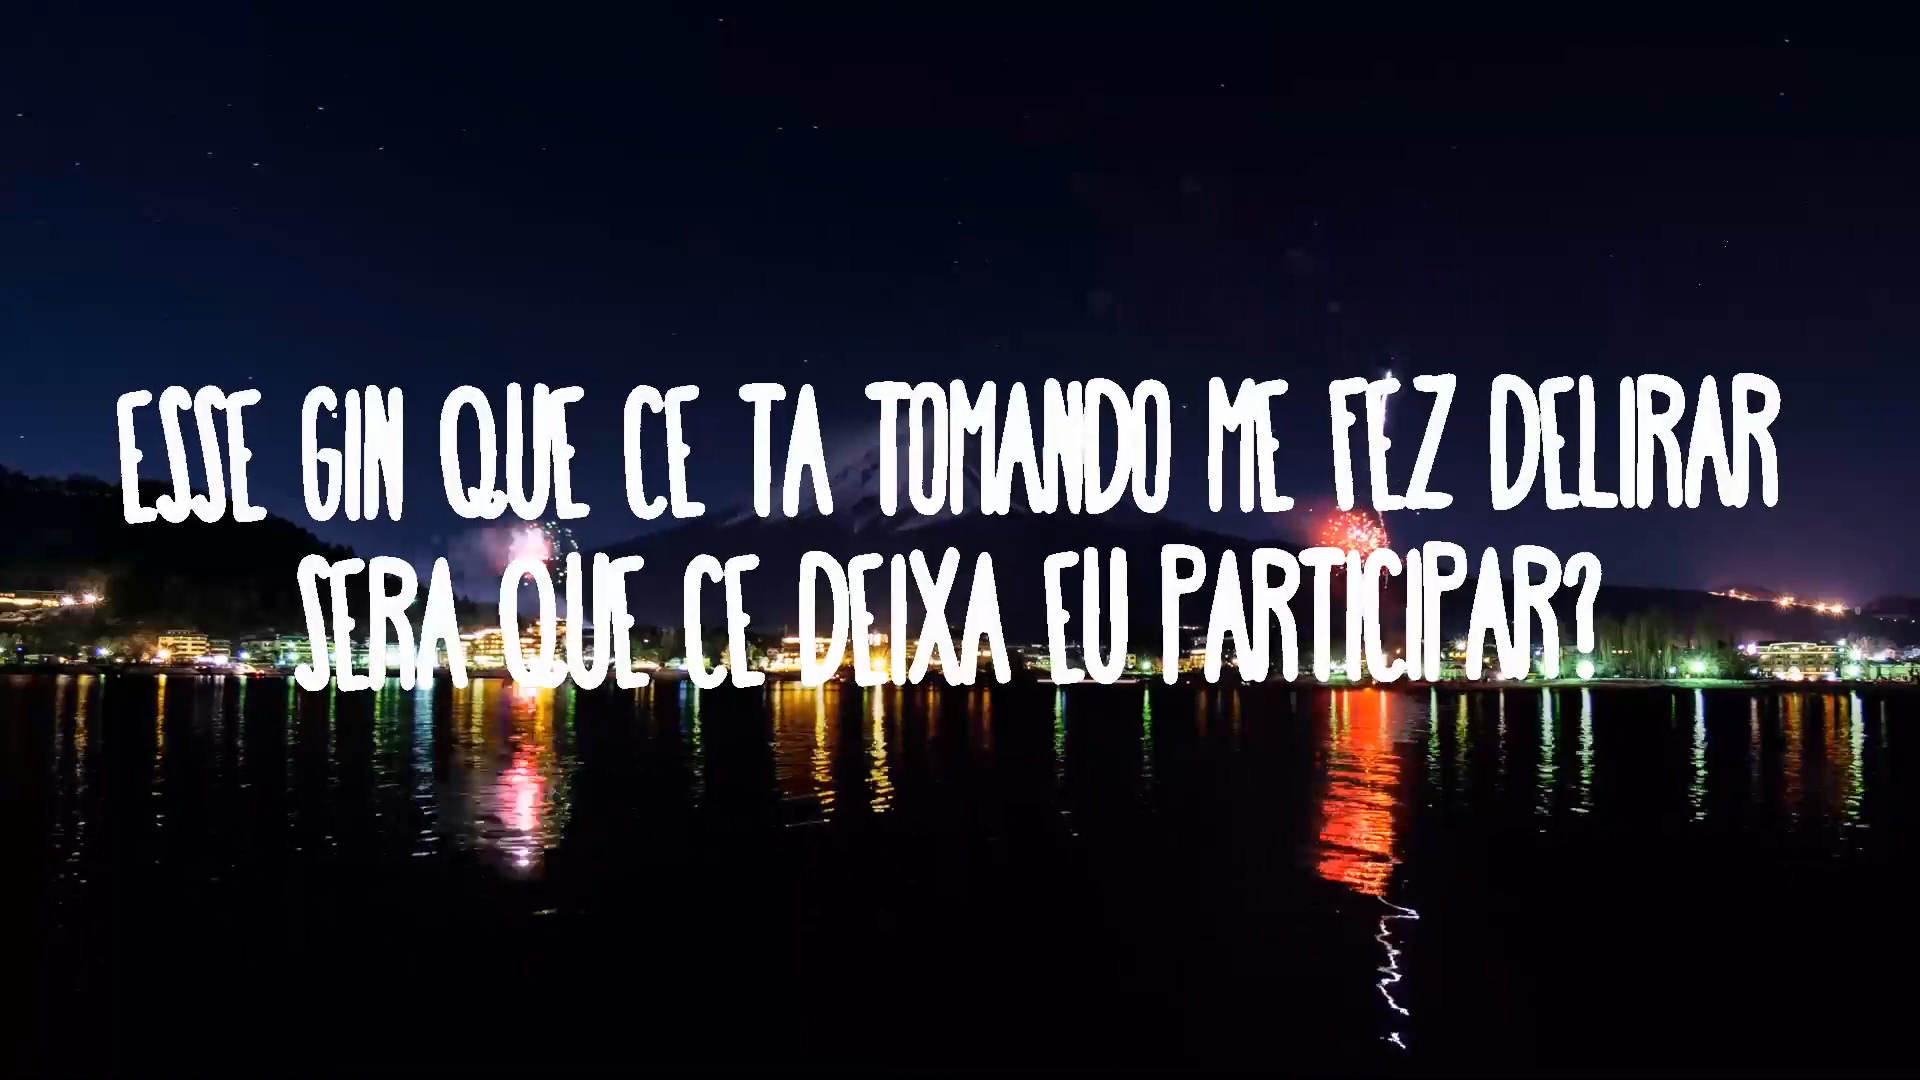 ESSE GIN QUE CE TA TOMANDO ME FEZ DELIRAR
SERA QUE CE DEIXA EU PARTICIPAR?